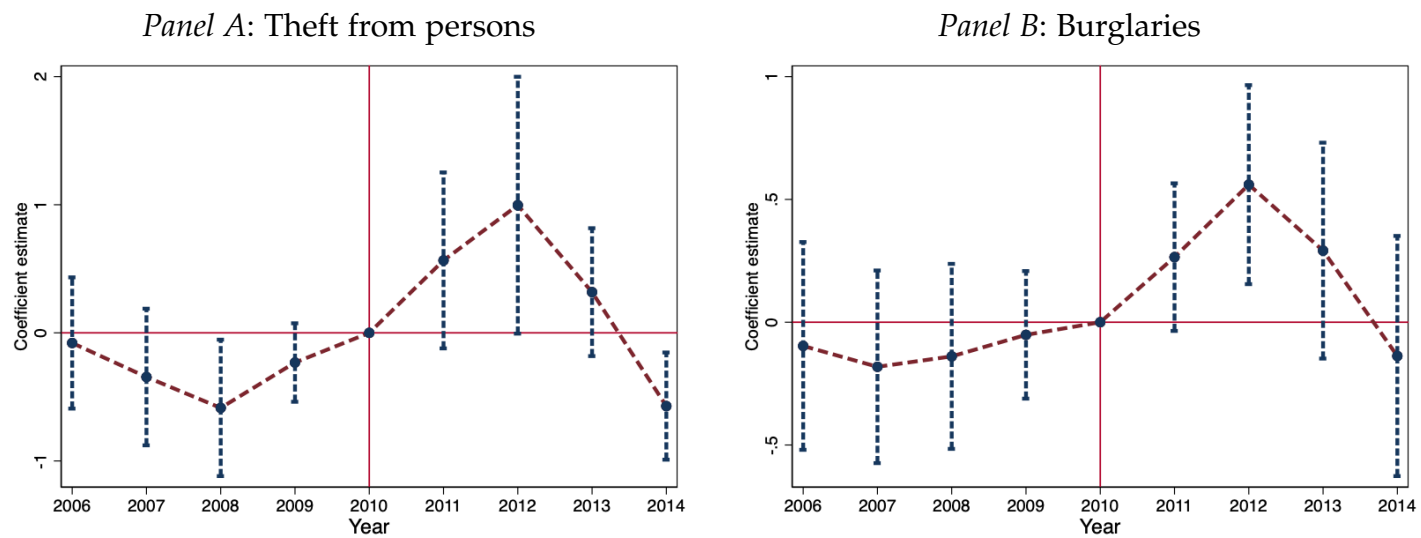 Panel A: Theft from persons
2
1
0
-1
Coefficient estimate
2006 2007 2008 2009 2010 2011 2012 2013 2014
Year
Panel B: Burglaries
1
.5
0
-.5
Coefficient estimate
2006 2007 2008 2009 2010 2011 2012 2013 2014
Year